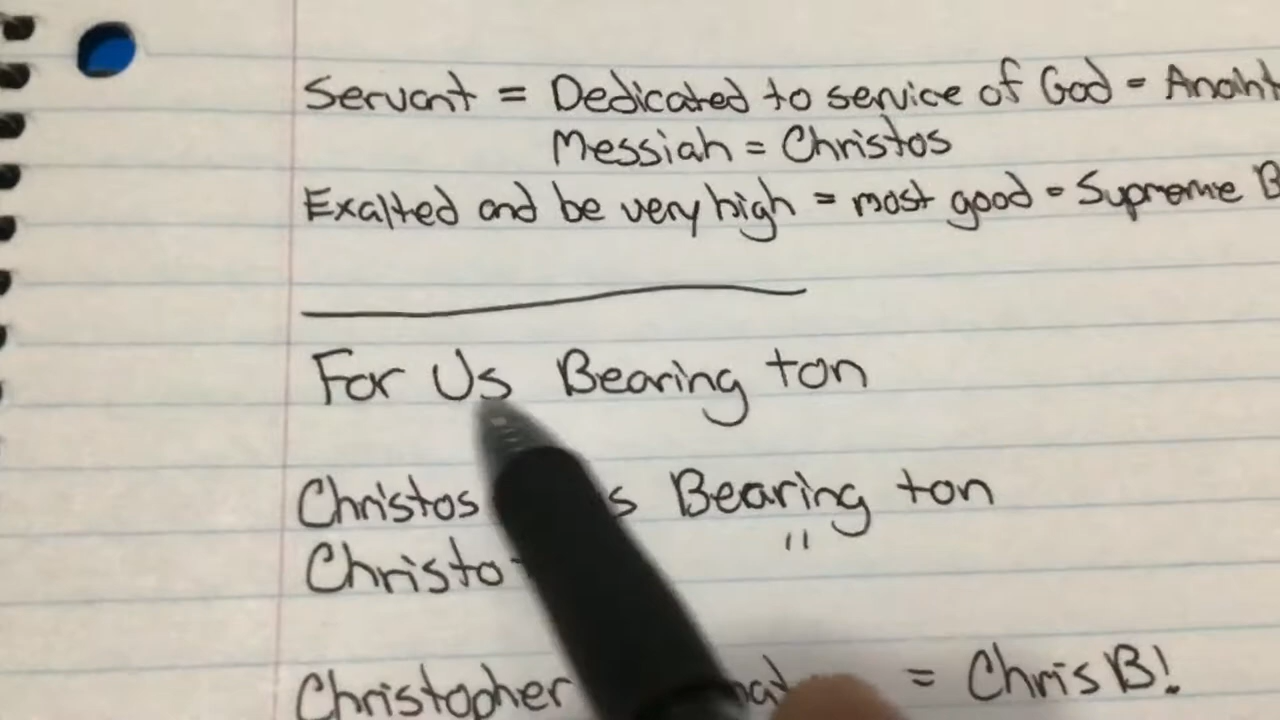 Servant = Dedicated to service of God =
Messiah = Christos
Exalted and be very high = most good = Supreme B
For Us Bearing ton
Christos Bearing ton
Christo "
Christopher = Chris B!